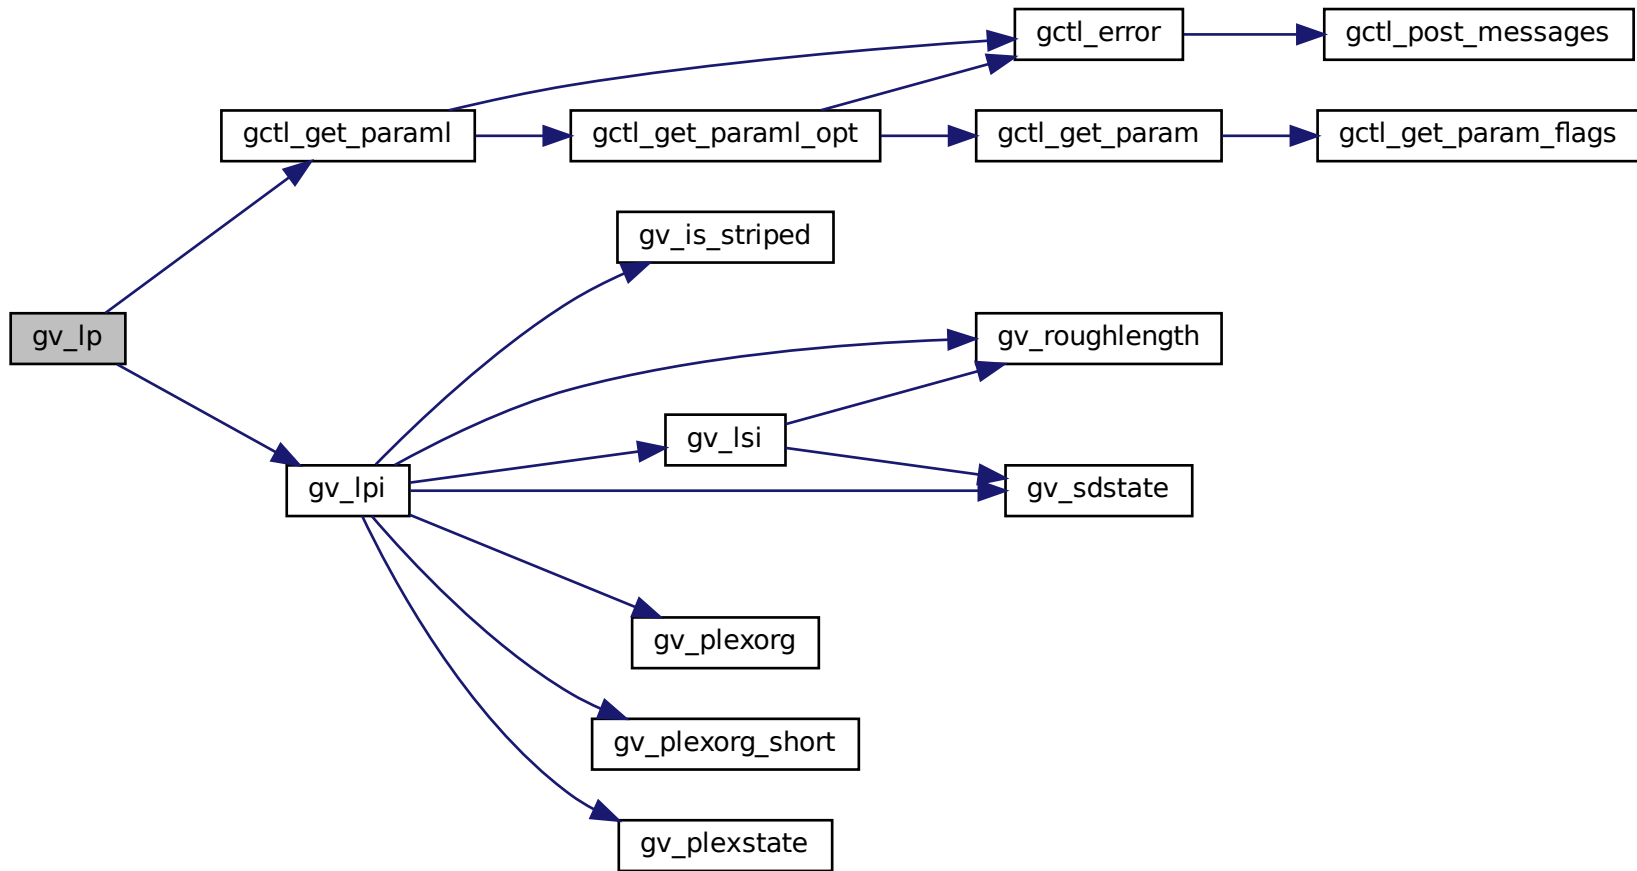 gctl_error
gctl_post_messages
gctl_get_paraml
gctl_get_paraml_opt
gctl_get_param
gctl_get_param_flags
gv_is_striped
gv_lp
gv_roughlength
gv_lsi
gv_lpi
gv_sdstate
gv_plexorg
gv_plexorg_short
gv_plexstate